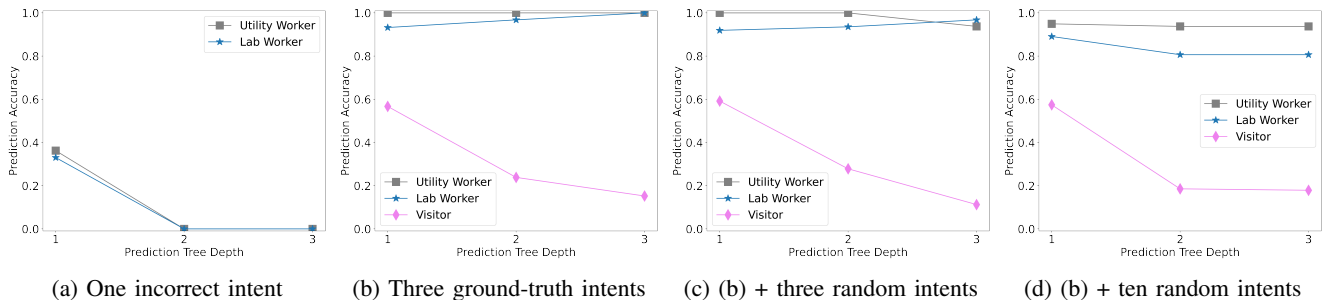 1.0
0.8
0.6
0.4
0.2
0.0
Prediction Accuracy
1
2
3
Prediction Tree Depth
Utility Worker
Lab Worker
(a) One incorrect intent
1.0
0.8
0.6
0.4
0.2
0.0
Prediction Accuracy
1
2
3
Prediction Tree Depth
Utility Worker
Lab Worker
Visitor
(b) Three ground-truth intents
1.0
0.8
0.6
0.4
0.2
0.0
Prediction Accuracy
1
2
3
Prediction Tree Depth
Utility Worker
Lab Worker
Visitor
(c) (b) + three random intents
1.0
0.8
0.6
0.4
0.2
0.0
Prediction Accuracy
1
2
3
Prediction Tree Depth
Utility Worker
Lab Worker
Visitor
(d) (b) + ten random intents